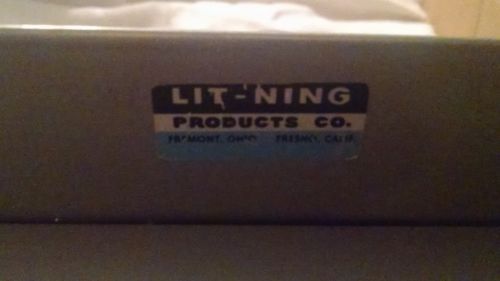 LIT-NING
PRODUCTS CO.
FREMONT, OHIO FRESNO, CALIF.